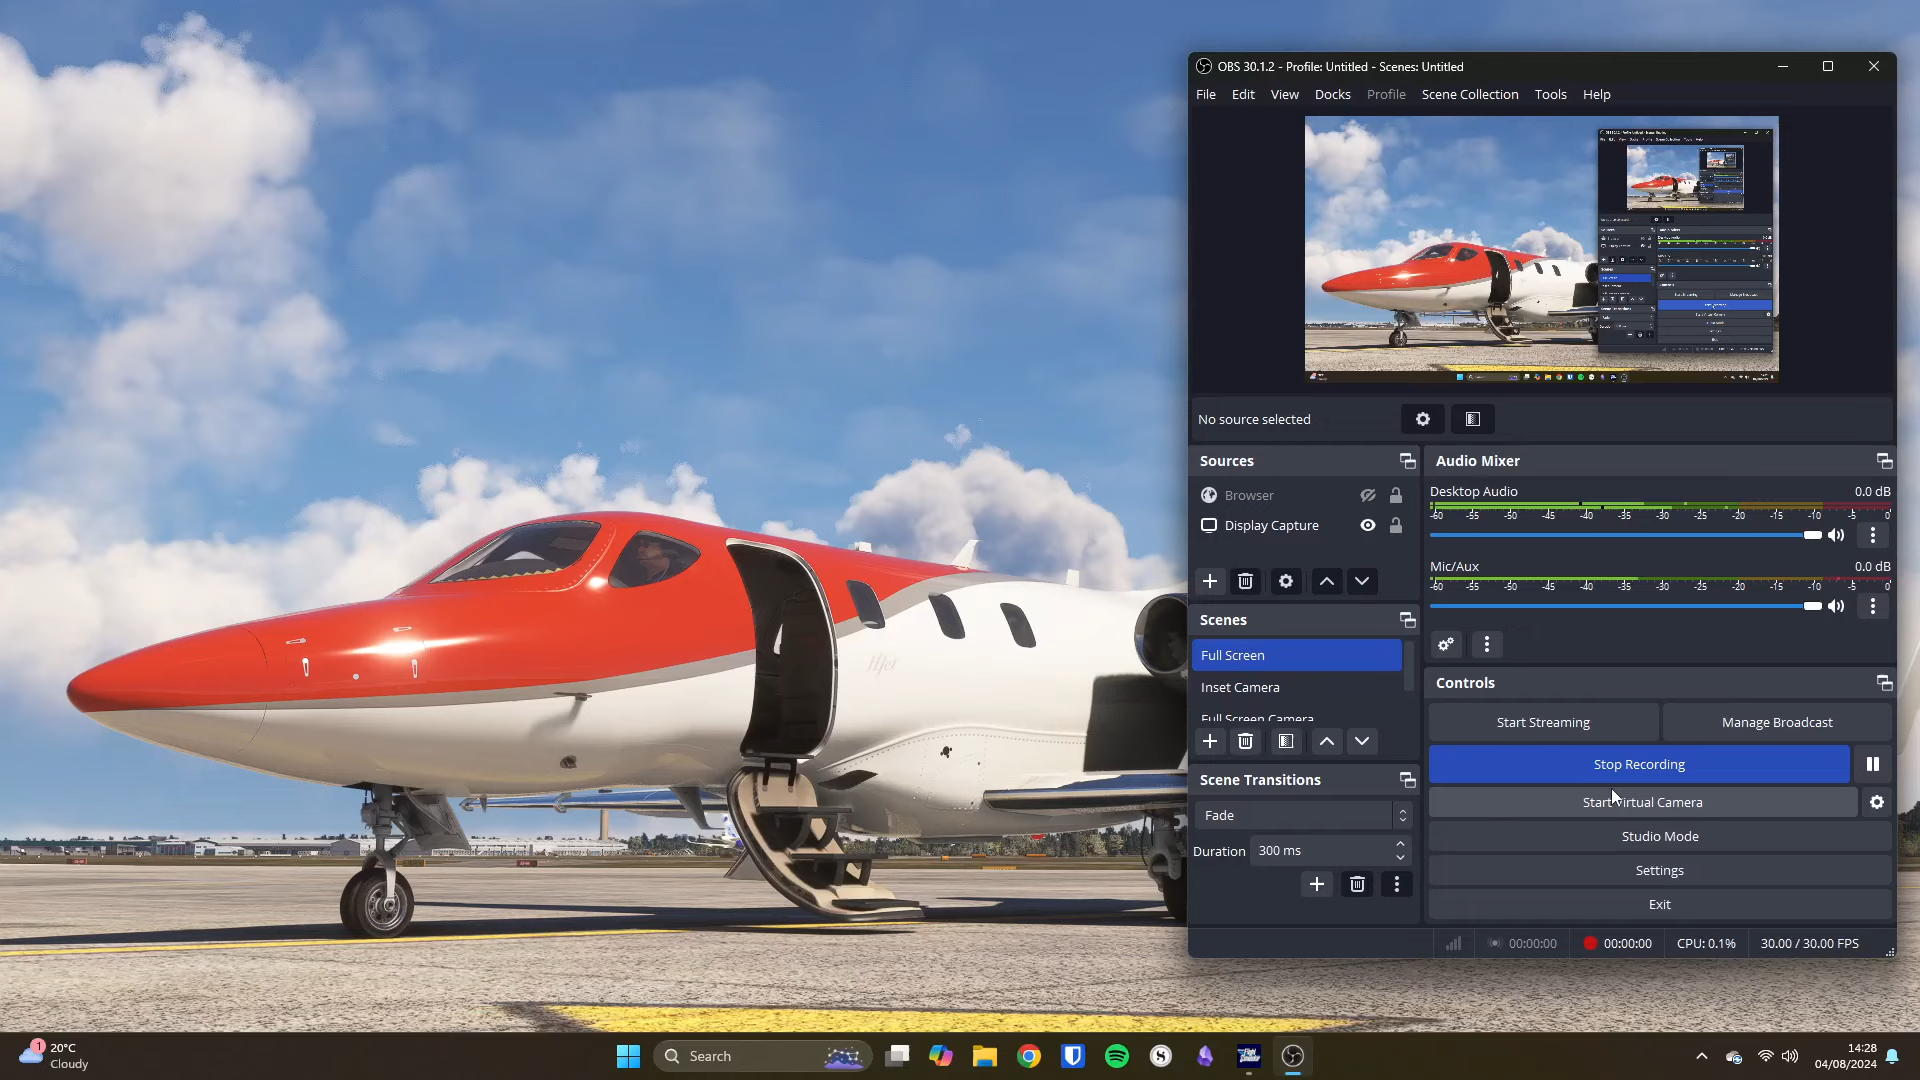 OBS 30.1.2 - Profile: Untitled - Scenes: Untitled
File Edit View Docks Profile Scene Collection Tools Help
No source selected
Sources
Browser
Display Capture
Scenes
Full Screen
Inset Camera
Full Screen Camera
Scene Transitions
Fade
Duration 300 ms
Audio Mixer
Desktop Audio 0.0 dB
-60 -55 -50 -45 -40 -35 -30 -25 -20 -15 -10 -5 0
Mic/Aux 0.0 dB
-60 -55 -50 -45 -40 -35 -30 -25 -20 -15 -10 -5 0
Controls
Start Streaming Manage Broadcast
Stop Recording
Start Virtual Camera
Studio Mode
Settings
Exit
00:00:00 00:00:00 CPU: 0.1% 30.00 / 30.00 FPS
1
20°C
Cloudy
Search
14:28
04/08/2024